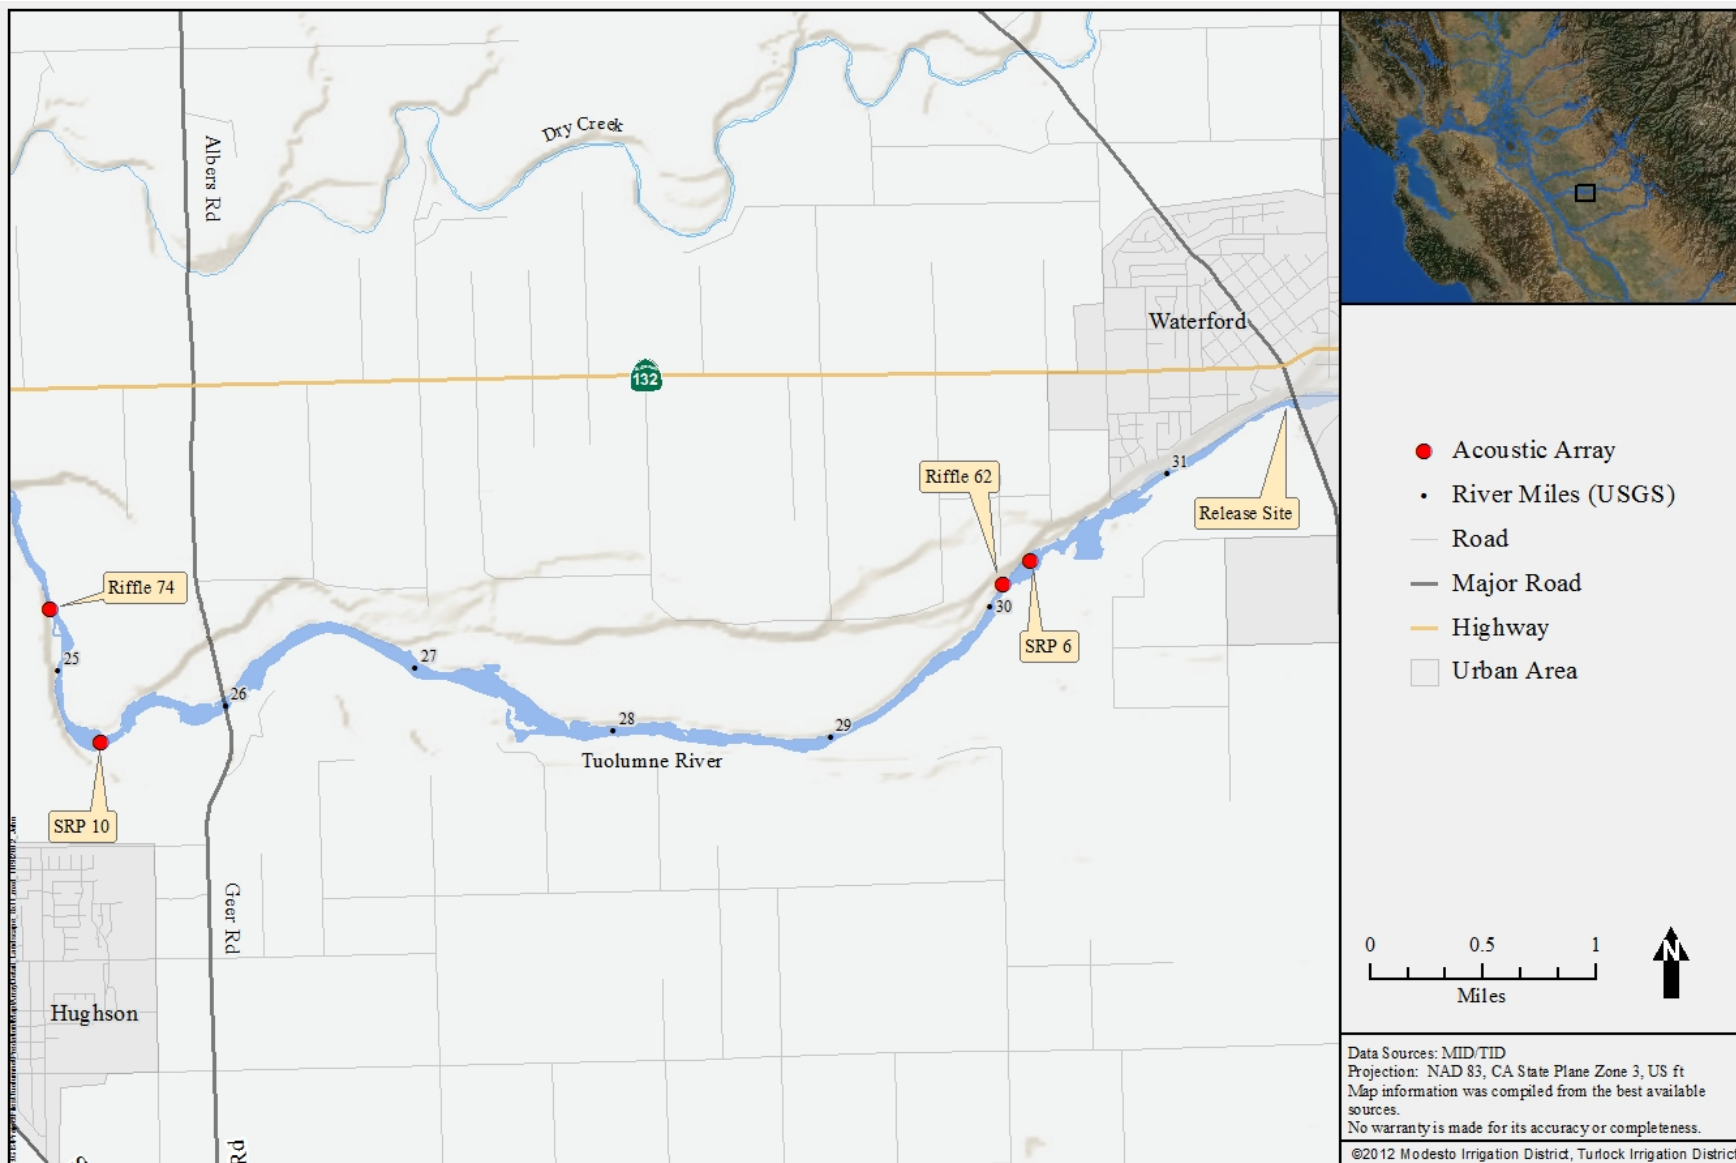 Dry Creek
Albers Rd
Waterford
132
31
Riffle 62
Release Site
Riffle 74
30
SRP 6
25
27
26
28
29
Tuolumne River
SRP 10
Geer Rd
Hughson
Rd
Acoustic Array
River Miles (USGS)
Road
Major Road
Highway
Urban Area
0 0.5 1
Miles
N
Data Sources: MID/TID
Projection: NAD 83, CA State Plane Zone 3, US ft
Map information was compiled from the best available
sources.
No warranty is made for its accuracy or completeness.
©2012 Modesto Irrigation District, Turlock Irrigation District